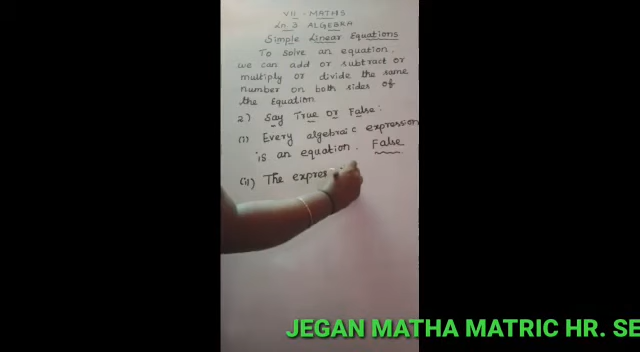 VII - MATHS
Ln.3 ALGEBRA
Simple Linear Equations
To solve an equation.
we can add or subtract or
multiply or divide the same
number on both sides of
the Equation
2) Say True or False:
(i) Every algebraic expression
is an equation. False
(ii) The expres
JEGAN MATHA MATRIC HR. SE